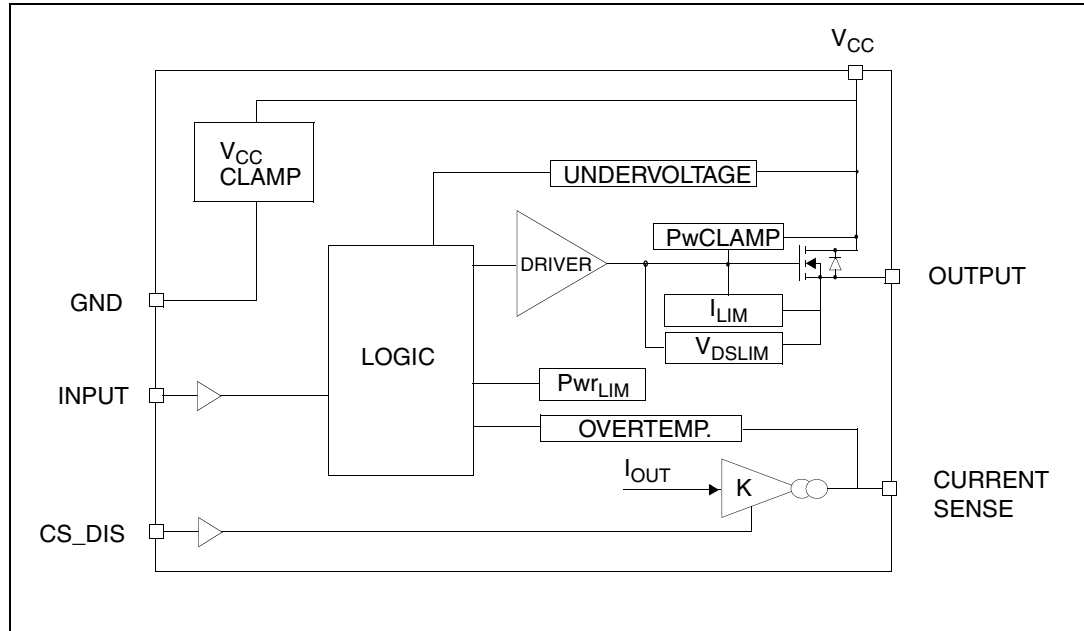 VCC
VCC
CLAMP
UNDERVOLTAGE
PwCLAMP
DRIVER
OUTPUT
GND
ILIM
VDSLIM
LOGIC
INPUT
PwrLIM
OVERTEMP.
IOUT
K
CURRENT
SENSE
CS_DIS